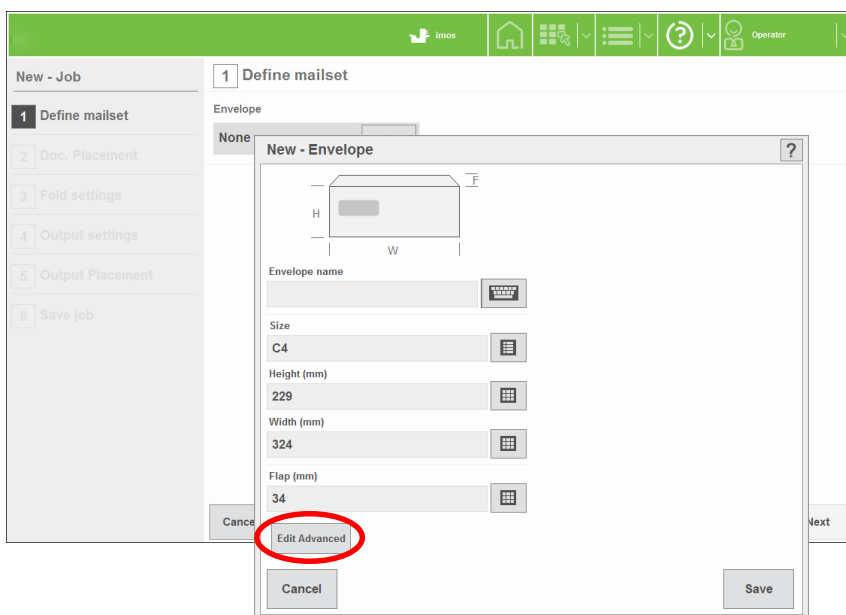 imos
?
Operator
New - Job
1 Define mailset
2 Doc. Placement
3 Fold settings
4 Output settings
5 Output Placement
6 Save job
1 Define mailset
Envelope
None
New - Envelope
?
F
H
W
Envelope name
Size
C4
Height (mm)
229
Width (mm)
324
Flap (mm)
34
Edit Advanced
Cancel
Save
Next